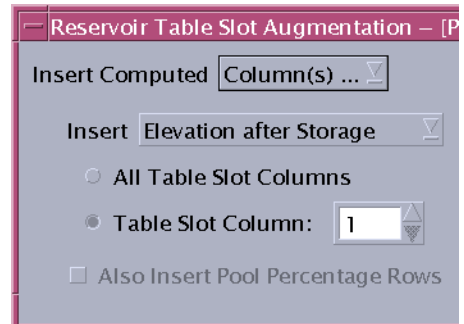 Reservoir Table Slot Augmentation – [P
Insert Computed Column(s) ...
Insert Elevation after Storage
All Table Slot Columns
Table Slot Column: 1
Also Insert Pool Percentage Rows